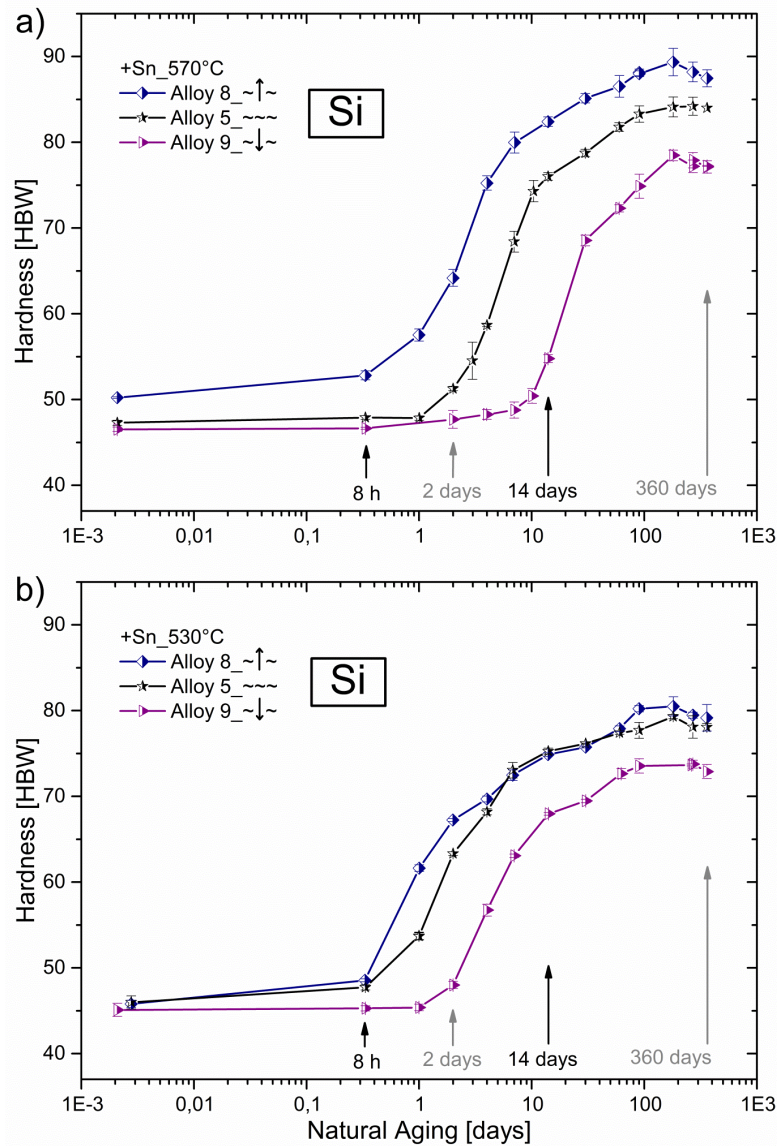 a)
90
80
70
60
50
40
Hardness [HBW]
+Sn_570°C
Alloy 8_~↑~
Alloy 5_~~~
Alloy 9_~↓~
Si
8 h
2 days
14 days
360 days
1E-3
0,01
0,1
1
10
100
1E3
b)
90
80
70
60
50
40
Hardness [HBW]
+Sn_530°C
Alloy 8_~↑~
Alloy 5_~~~
Alloy 9_~↓~
Si
8 h
2 days
14 days
360 days
1E-3
0,01
0,1
1
10
100
1E3
Natural Aging [days]